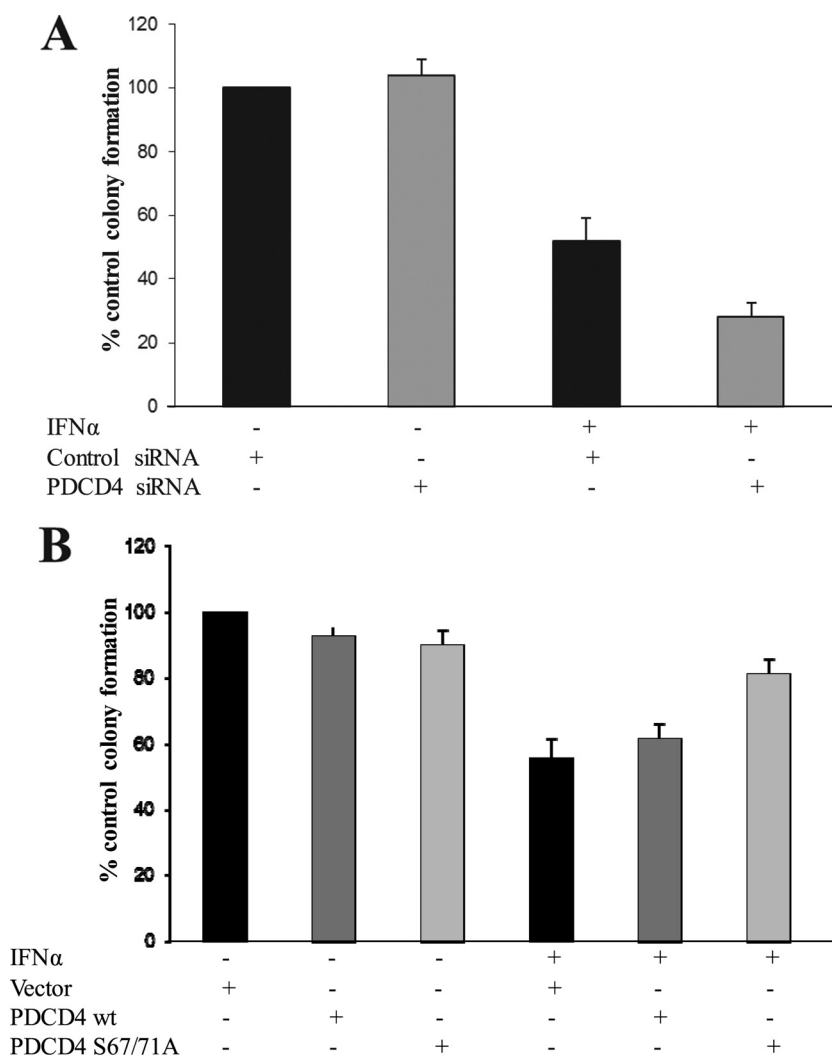 A
% control colony formation
120
100
80
60
40
20
0
IFNα - - + +
Control siRNA + - + -
PDCD4 siRNA - + - +
B
% control colony formation
120
100
80
60
40
20
0
IFNα - - - + + +
Vector + - - + - -
PDCD4 wt - + - - + -
PDCD4 S67/71A - - + - - +